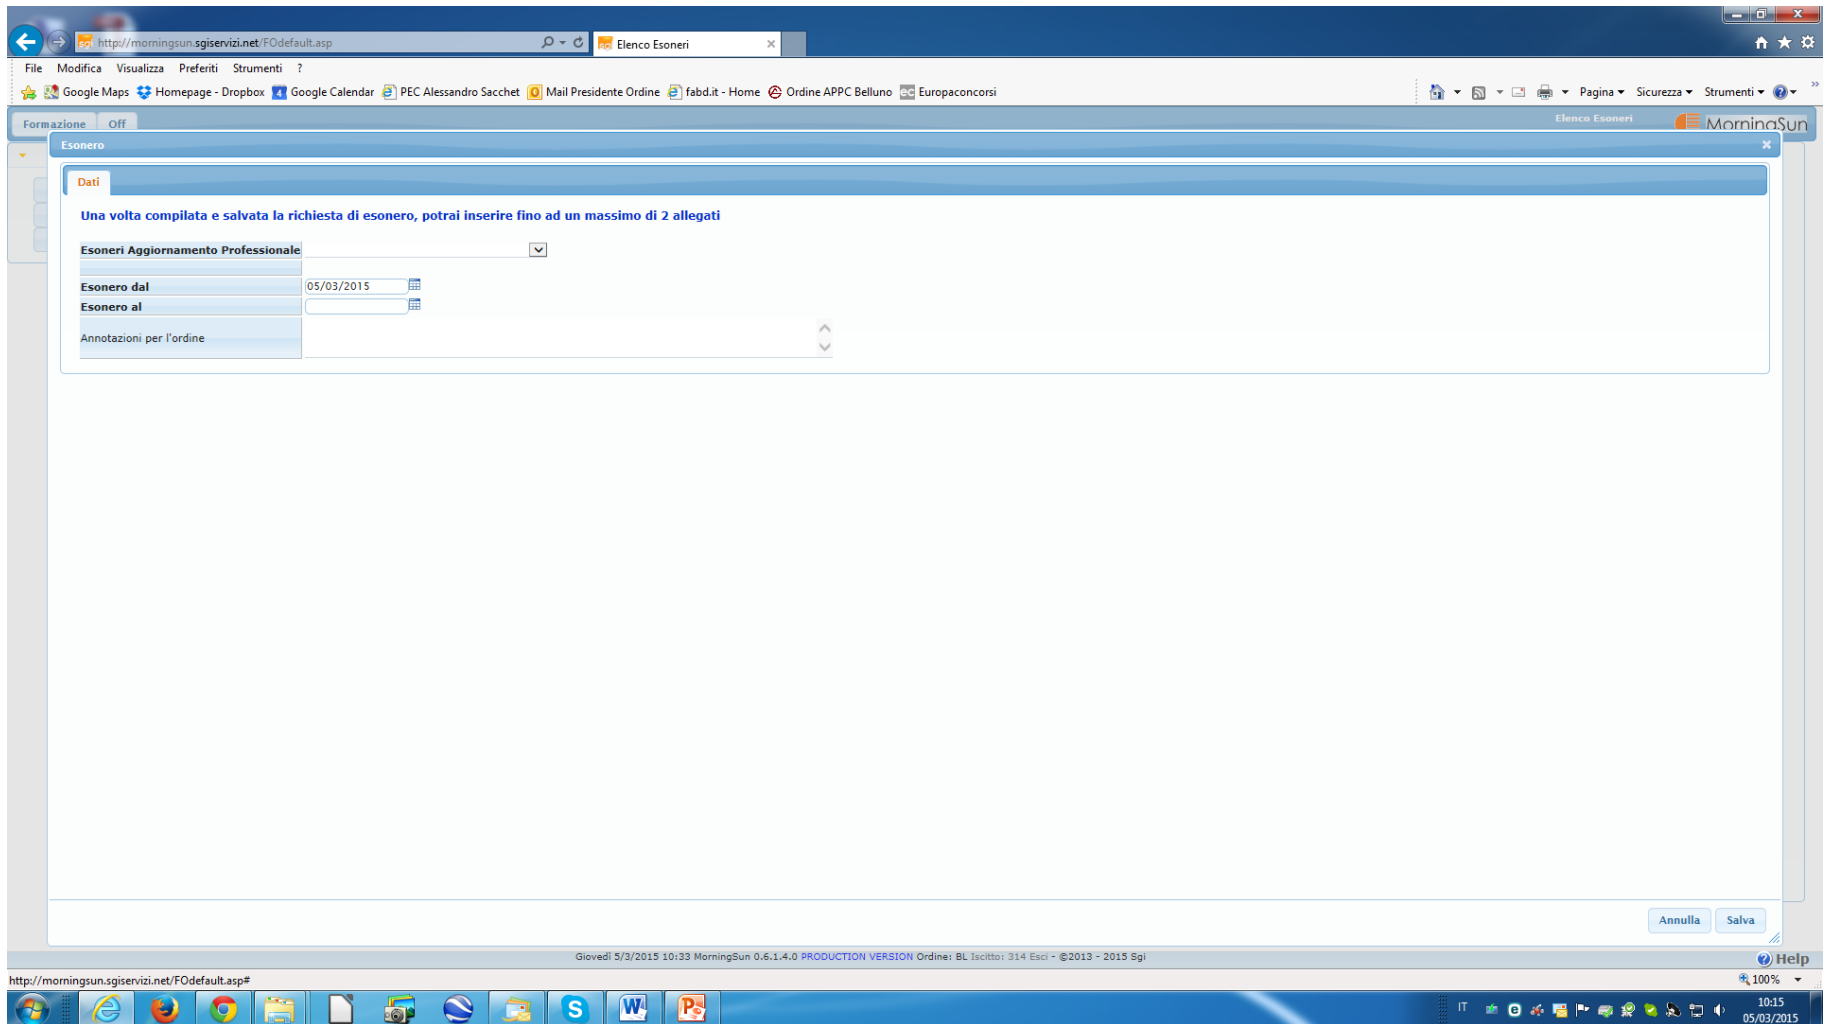 http://morningsun.sgiservizi.net/FOdefault.asp
Elenco Esoneri
File Modifica Visualizza Preferiti Strumenti ?
Google Maps Homepage - Dropbox Google Calendar PEC Alessandro Sacchet Mail Presidente Ordine fabd.it - Home Ordine APPC Belluno Europaconcorsi
Pagina Sicurezza Strumenti
Formazione Off Elenco Esoneri MorningSun
Esonero
Dati
Una volta compilata e salvata la richiesta di esonero, potrai inserire fino ad un massimo di 2 allegati
Esoneri Aggiornamento Professionale
Esonero dal 05/03/2015
Esonero al
Annotazioni per l'ordine
Annulla Salva
Giovedì 5/3/2015 10:33 MorningSun 0.6.1.4.0 PRODUCTION VERSION Ordine: BL Iscitto: 314 Esci - ©2013 - 2015 Sgi
Help
http://morningsun.sgiservizi.net/FOdefault.asp#
100%
IT
10:15
05/03/2015